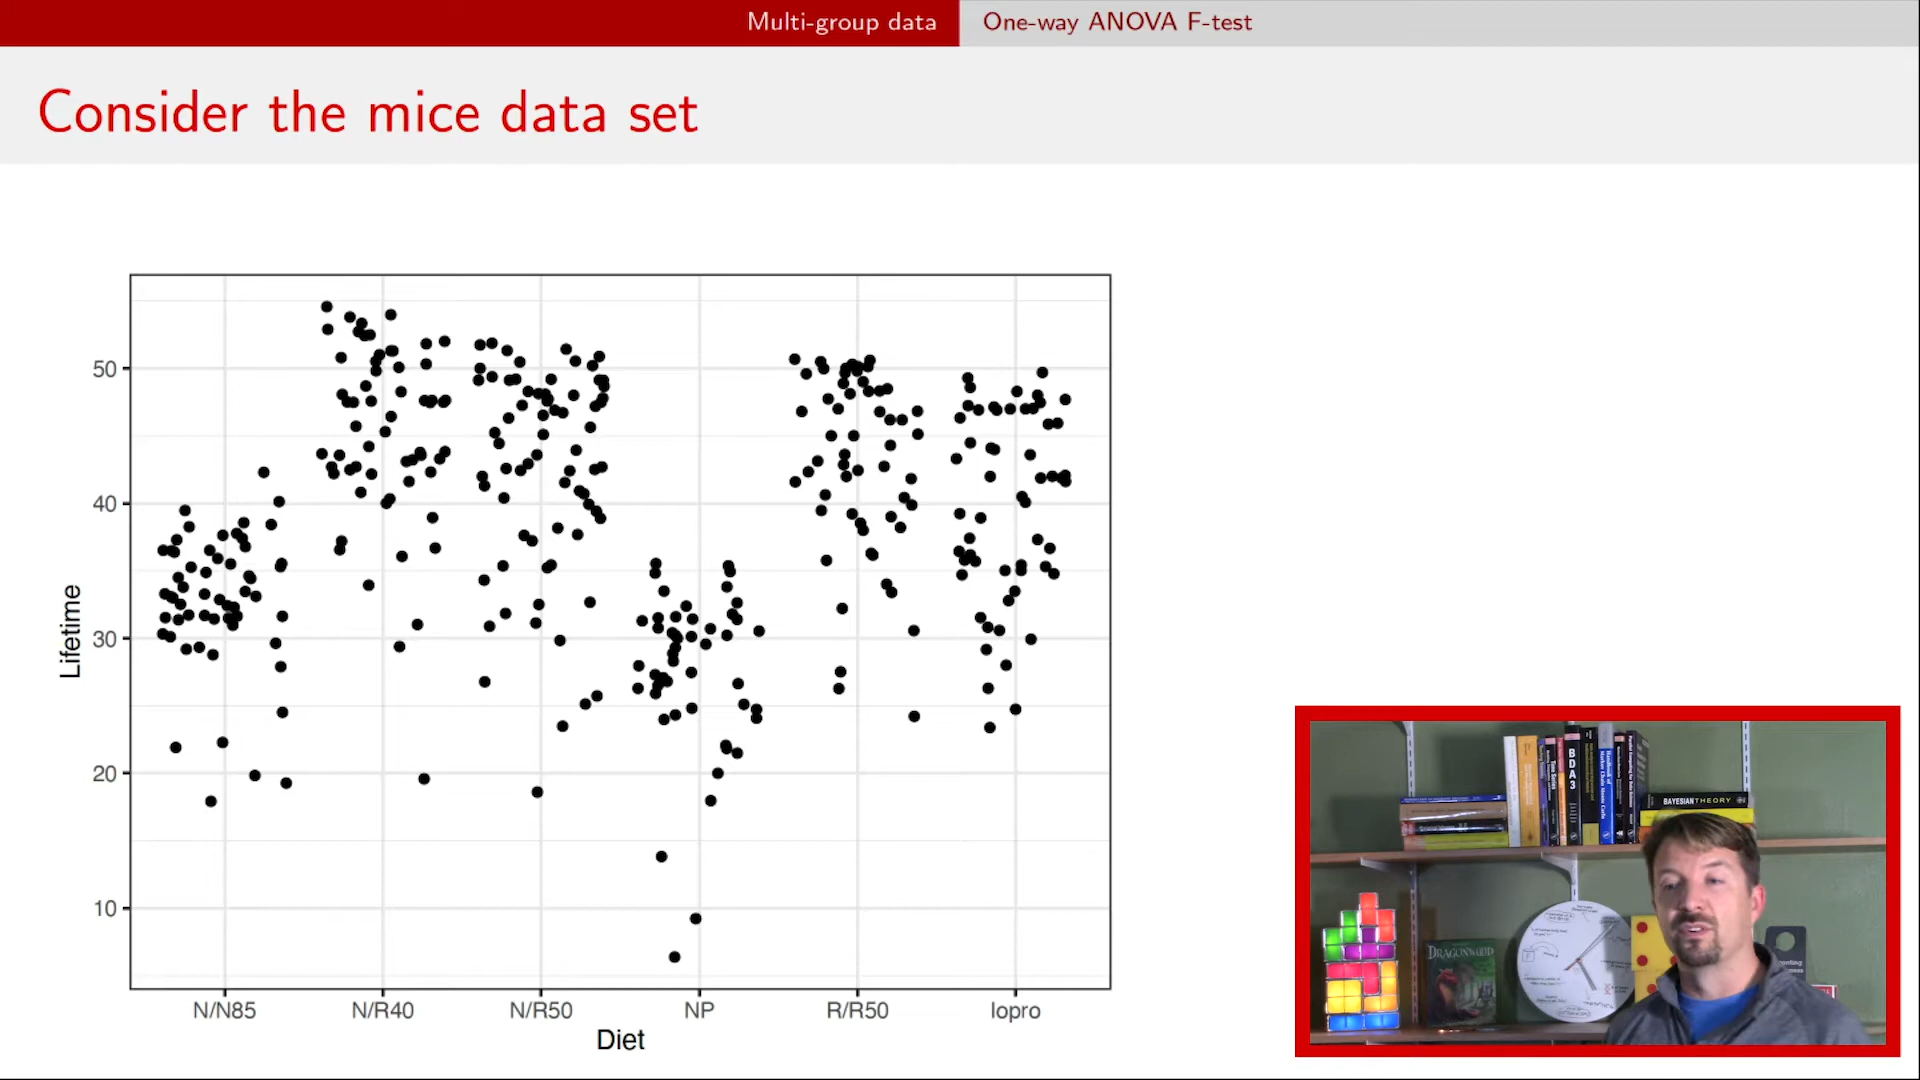 Multi-group data
One-way ANOVA F-test
Consider the mice data set
50
40
30
20
10
Lifetime
N/N85
N/R40
N/R50
NP
R/R50
lopro
Diet
BDA3
BAYESIAN THEORY
DRAGONWOOD